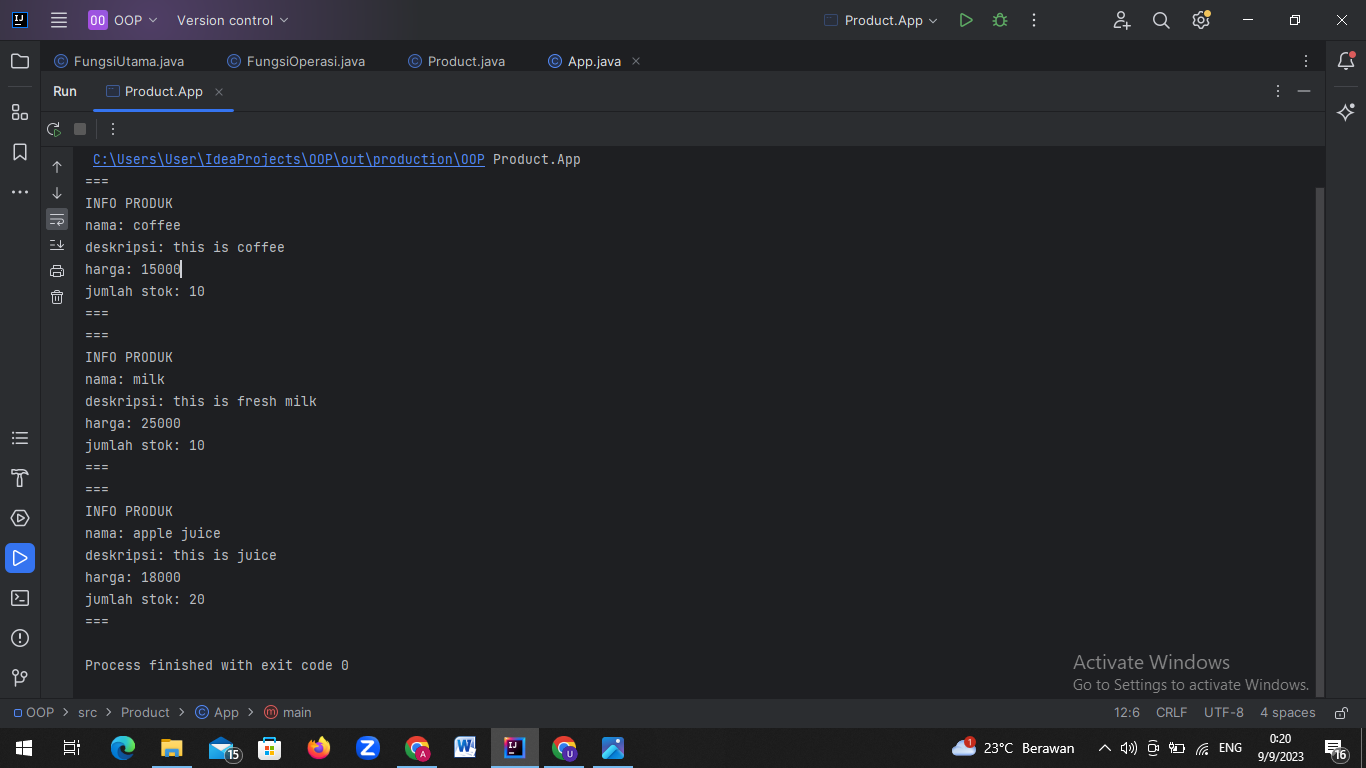 OO OOP Version control Product.App
FungsiUtama.java FungsiOperasi.java Product.java App.java
Run Product.App
C:\Users\User\IdeaProjects\OOP\out\production\OOP Product.App
===
INFO PRODUK
nama: coffee
deskripsi: this is coffee
harga: 15000
jumlah stok: 10
===
===
INFO PRODUK
nama: milk
deskripsi: this is fresh milk
harga: 25000
jumlah stok: 10
===
===
INFO PRODUK
nama: apple juice
deskripsi: this is juice
harga: 18000
jumlah stok: 20
===
Process finished with exit code 0
Activate Windows
Go to Settings to activate Windows.
OOP > src > Product > App > main 12:6 CRLF UTF-8 4 spaces
15 A U 1 23°C Berawan ENG 0:20 16
9/9/2023